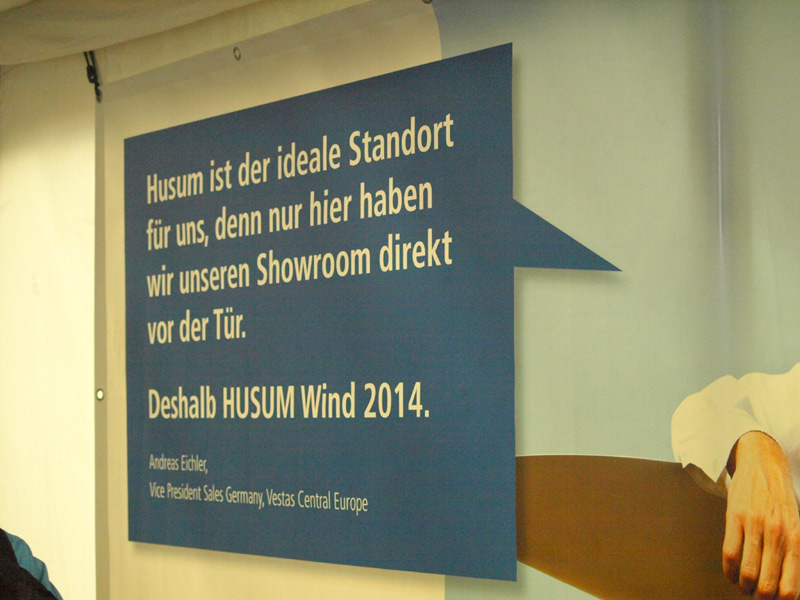 Husum ist der ideale Standort
für uns, denn nur hier haben
wir unseren Showroom direkt
vor der Tür.
Deshalb HUSUM Wind 2014.
Andreas Eichler,
Vice President Sales Germany, Vestas Central Europe